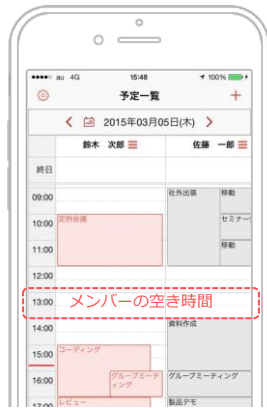 au 4G 15:48 100%
予定一覧
2015年03月05日(木)
鈴木 次郎 佐藤 一郎
終日
09:00 社外出張 移動
10:00 定例会議 セミナー
11:00 移動
12:00
メンバーの空き時間
13:00
14:00 資料作成
15:00 コーディング
16:00 グループミーティング グループミーティング
17:00 レビュー 製品デモ